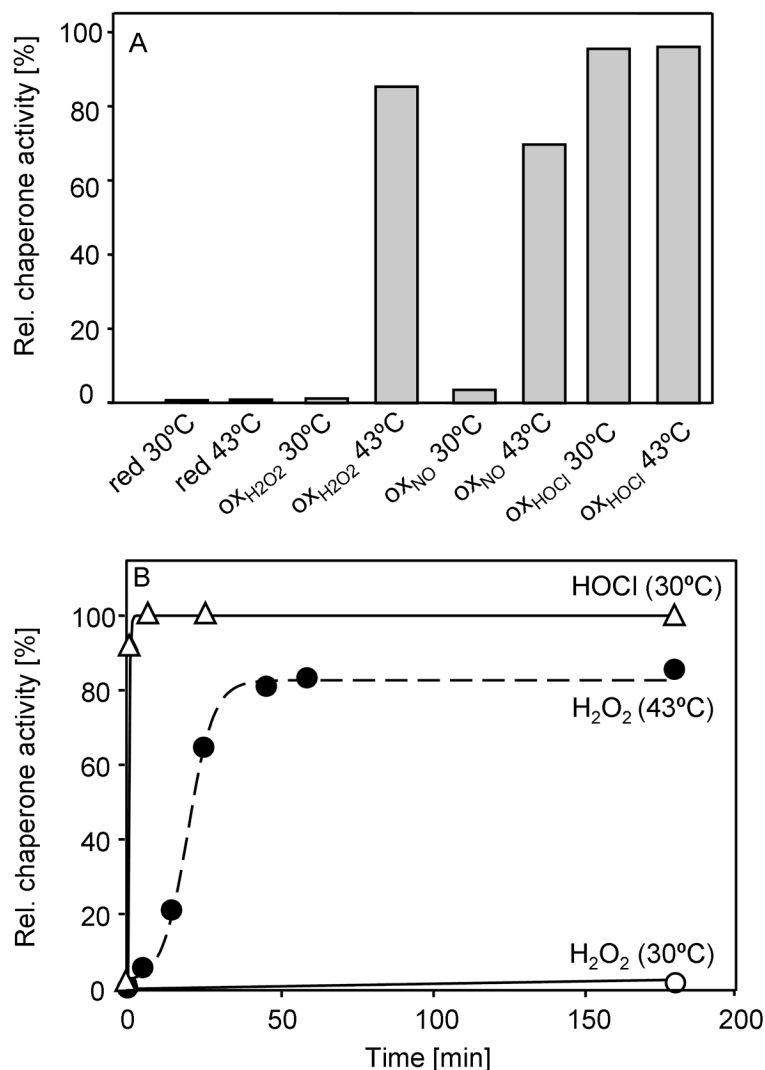 A
Rel. chaperone activity [%]
100
80
60
40
20
0
red 30ºC
red 43ºC
oxH2O2 30ºC
oxH2O2 43ºC
oxNO 30ºC
oxNO 43ºC
oxHOCl 30ºC
oxHOCl 43ºC
B
Rel. chaperone activity [%]
100
80
60
40
20
0
HOCl (30ºC)
H2O2 (43ºC)
H2O2 (30ºC)
0 50 100 150 200
Time [min]